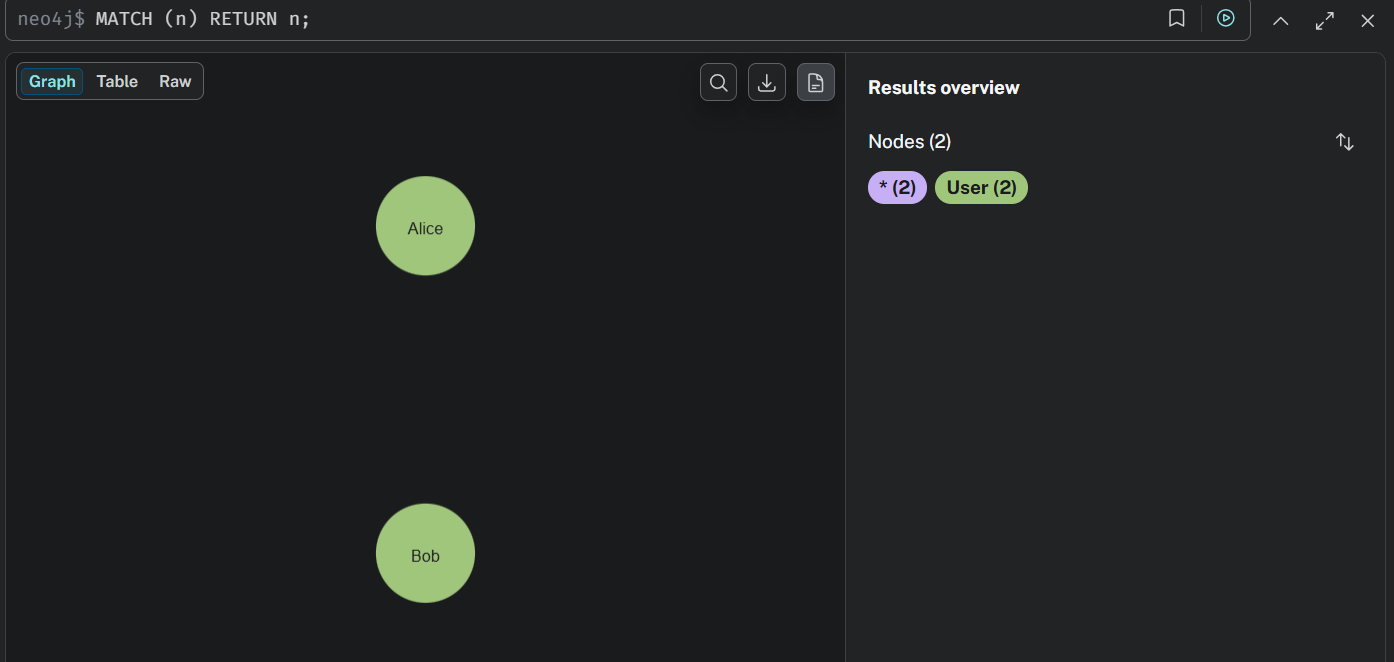 neo4j$ MATCH (n) RETURN n;
Graph Table Raw
Results overview
Nodes (2)
* (2) User (2)
Alice
Bob